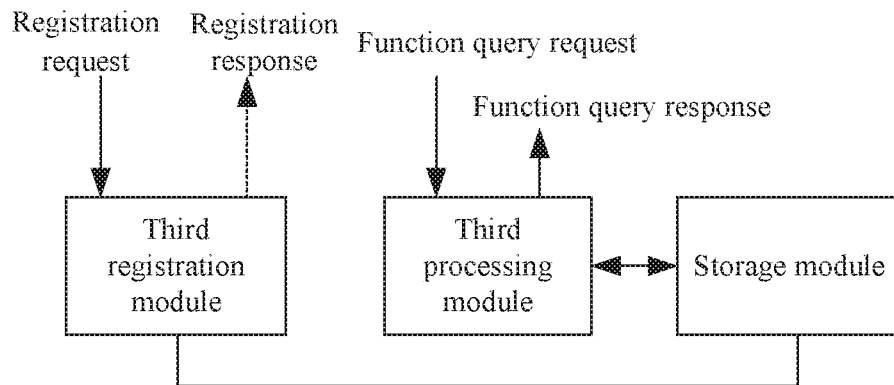 Registration
request
Registration
response
Function query request
Function query response
Third
registration
module
Third
processing
module
Storage module